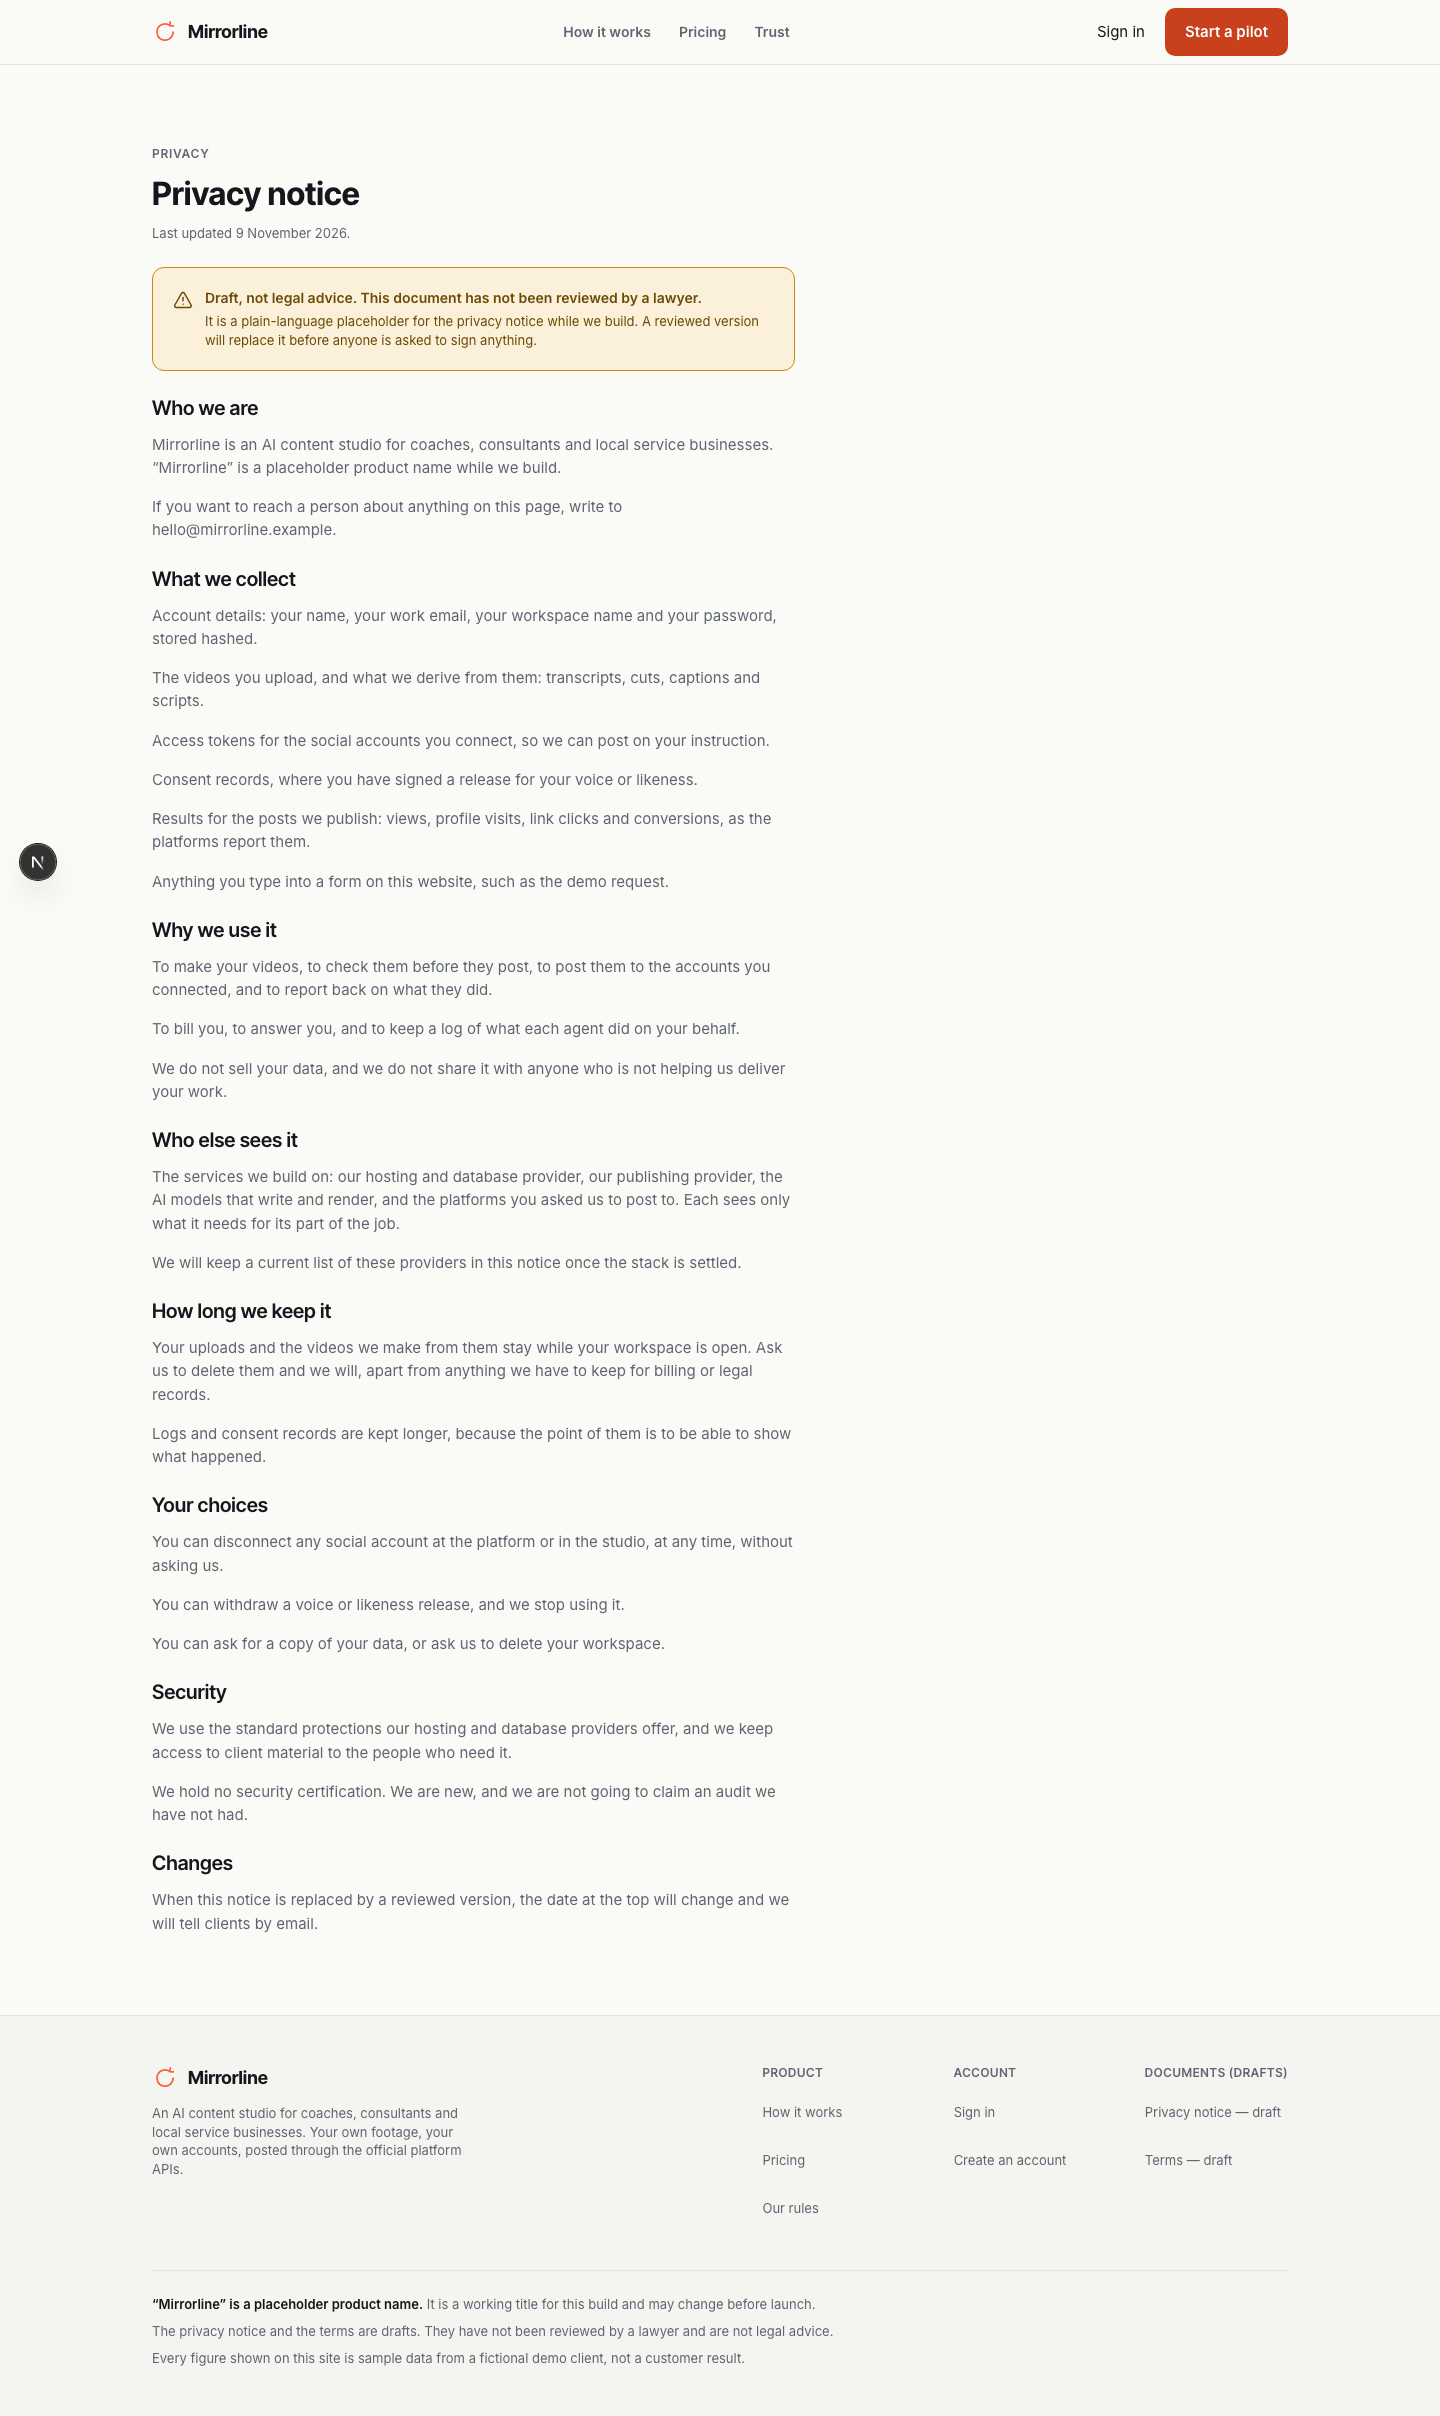 Mirrorline
How it works
Pricing
Trust
Sign in
Start a pilot
PRIVACY
Privacy notice
Last updated 9 November 2026.
Draft, not legal advice. This document has not been reviewed by a lawyer.
It is a plain-language placeholder for the privacy notice while we build. A reviewed version
will replace it before anyone is asked to sign anything.
Who we are
Mirrorline is an AI content studio for coaches, consultants and local service businesses.
“Mirrorline” is a placeholder product name while we build.
If you want to reach a person about anything on this page, write to
hello@mirrorline.example.
What we collect
Account details: your name, your work email, your workspace name and your password,
stored hashed.
The videos you upload, and what we derive from them: transcripts, cuts, captions and
scripts.
Access tokens for the social accounts you connect, so we can post on your instruction.
Consent records, where you have signed a release for your voice or likeness.
Results for the posts we publish: views, profile visits, link clicks and conversions, as the
platforms report them.
N
Anything you type into a form on this website, such as the demo request.
Why we use it
To make your videos, to check them before they post, to post them to the accounts you
connected, and to report back on what they did.
To bill you, to answer you, and to keep a log of what each agent did on your behalf.
We do not sell your data, and we do not share it with anyone who is not helping us deliver
your work.
Who else sees it
The services we build on: our hosting and database provider, our publishing provider, the
AI models that write and render, and the platforms you asked us to post to. Each sees only
what it needs for its part of the job.
We will keep a current list of these providers in this notice once the stack is settled.
How long we keep it
Your uploads and the videos we make from them stay while your workspace is open. Ask
us to delete them and we will, apart from anything we have to keep for billing or legal
records.
Logs and consent records are kept longer, because the point of them is to be able to show
what happened.
Your choices
You can disconnect any social account at the platform or in the studio, at any time, without
asking us.
You can withdraw a voice or likeness release, and we stop using it.
You can ask for a copy of your data, or ask us to delete your workspace.
Security
We use the standard protections our hosting and database providers offer, and we keep
access to client material to the people who need it.
We hold no security certification. We are new, and we are not going to claim an audit we
have not had.
Changes
When this notice is replaced by a reviewed version, the date at the top will change and we
will tell clients by email.
Mirrorline
An AI content studio for coaches, consultants and
local service businesses. Your own footage, your
own accounts, posted through the official platform
APIs.
PRODUCT
How it works
Pricing
Our rules
ACCOUNT
Sign in
Create an account
DOCUMENTS (DRAFTS)
Privacy notice — draft
Terms — draft
“Mirrorline” is a placeholder product name. It is a working title for this build and may change before launch.
The privacy notice and the terms are drafts. They have not been reviewed by a lawyer and are not legal advice.
Every figure shown on this site is sample data from a fictional demo client, not a customer result.